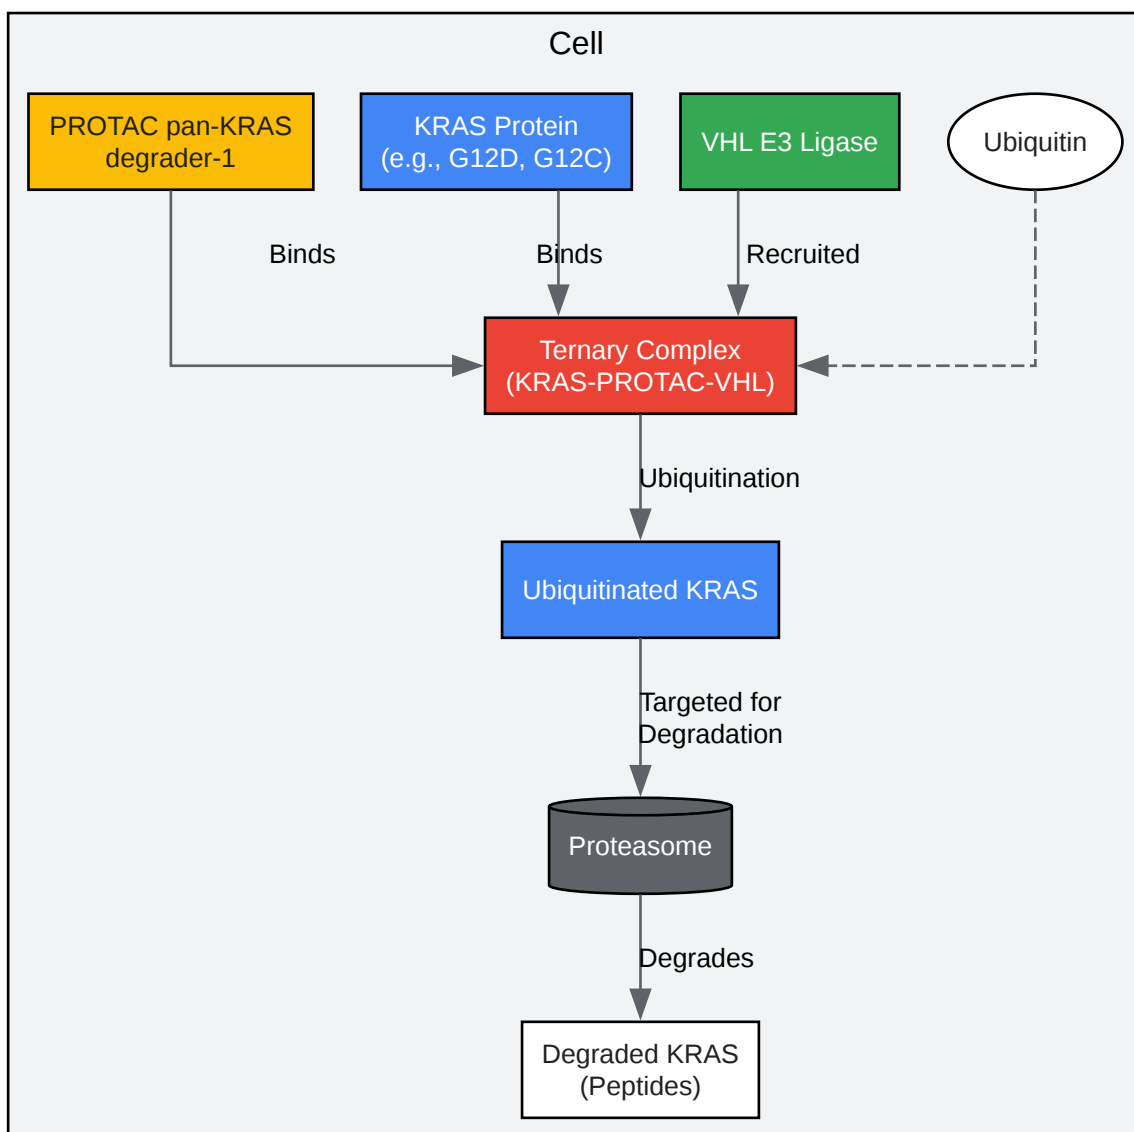 Cell
PROTAC pan-KRAS
degrader-1
KRAS Protein
(e.g., G12D, G12C)
VHL E3 Ligase
Ubiquitin
Binds
Binds
Recruited
Ternary Complex
(KRAS-PROTAC-VHL)
Ubiquitination
Ubiquitinated KRAS
Targeted for
Degradation
Proteasome
Degrades
Degraded KRAS
(Peptides)